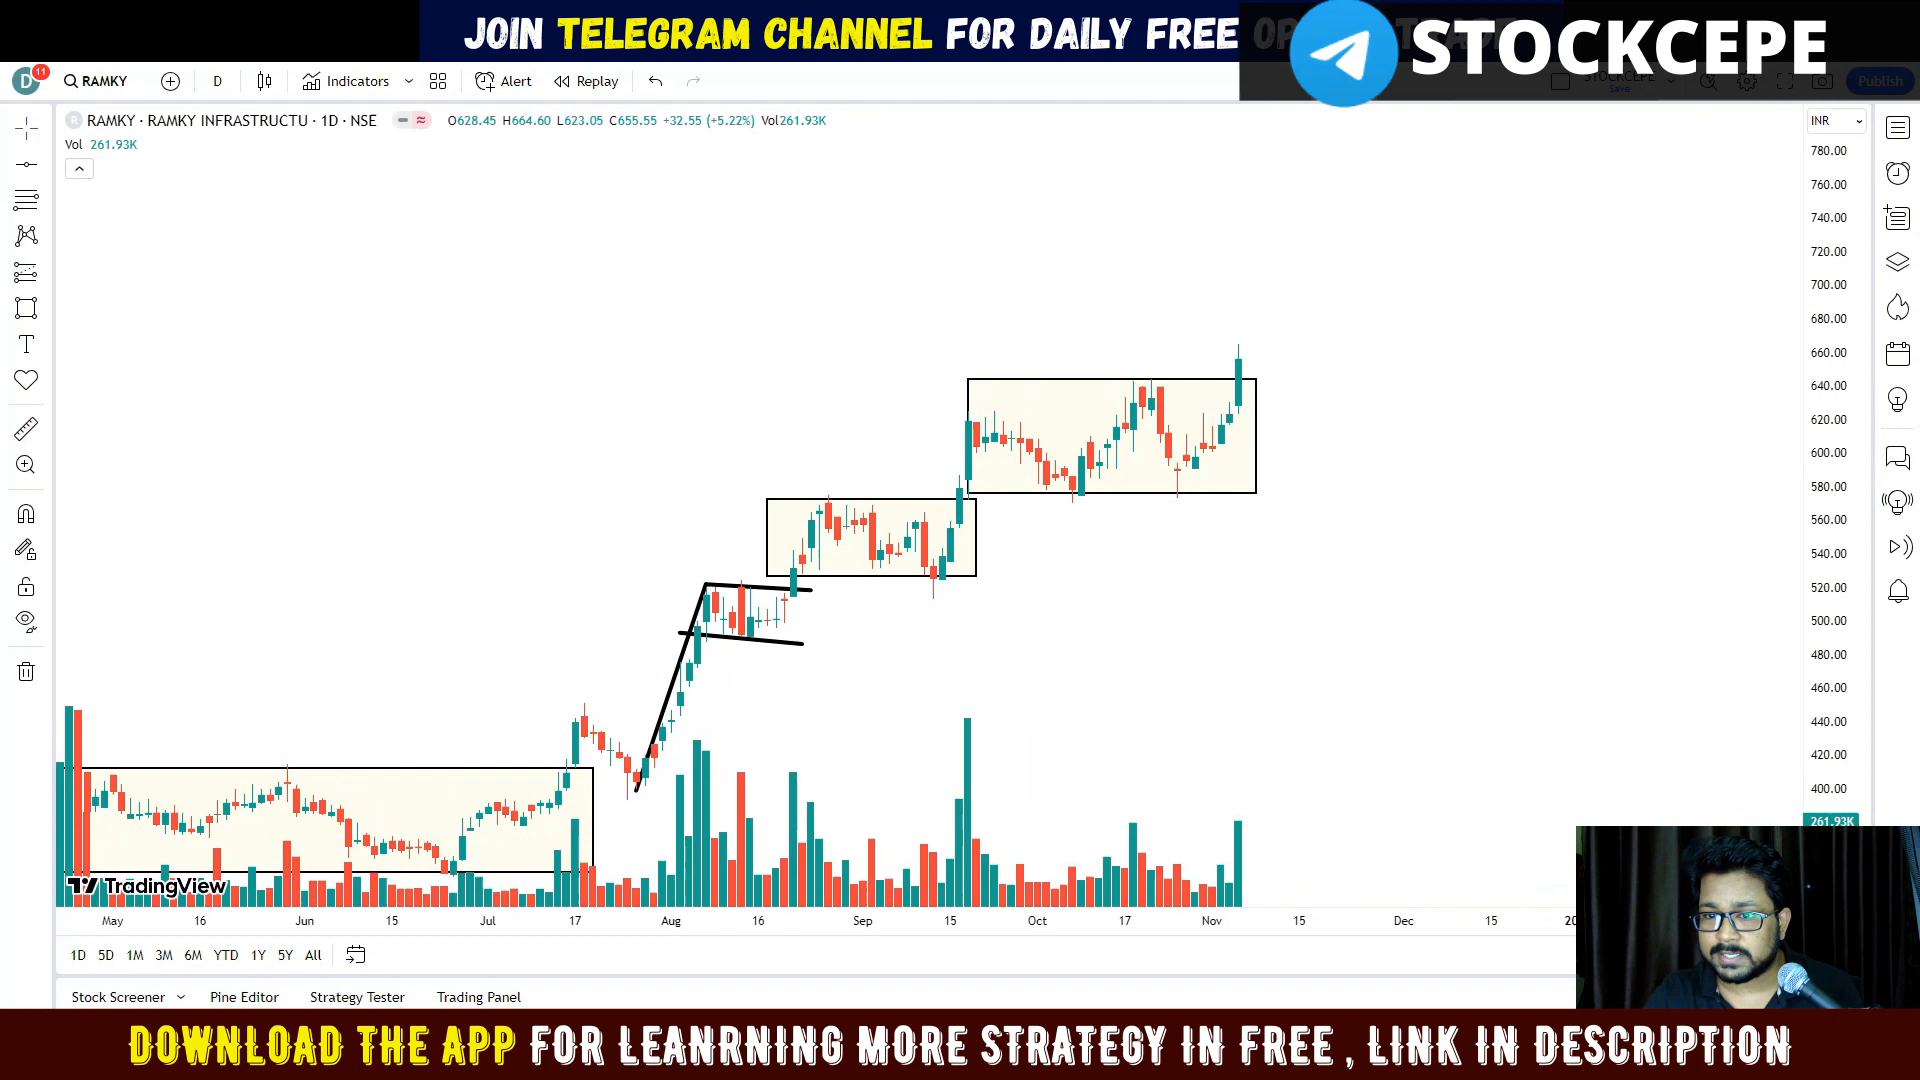 JOIN TELEGRAM CHANNEL FOR DAILY FREE
STOCKCEPE
D 11 RAMKY D Indicators Alert Replay STOCKCEPE Save Publish
R RAMKY · RAMKY INFRASTRUCTU · 1D · NSE O628.45 H664.60 L623.05 C655.55 +32.55 (+5.22%) Vol261.93K INR
Vol 261.93K
780.00
760.00
740.00
720.00
700.00
680.00
660.00
640.00
620.00
600.00
580.00
560.00
540.00
520.00
500.00
480.00
460.00
440.00
420.00
400.00
261.93K
TradingView
May 16 Jun 15 Jul 17 Aug 16 Sep 15 Oct 17 Nov 15 Dec 15 20
1D 5D 1M 3M 6M YTD 1Y 5Y All
Stock Screener Pine Editor Strategy Tester Trading Panel
DOWNLOAD THE APP FOR LEANRNING MORE STRATEGY IN FREE , LINK IN DESCRIPTION